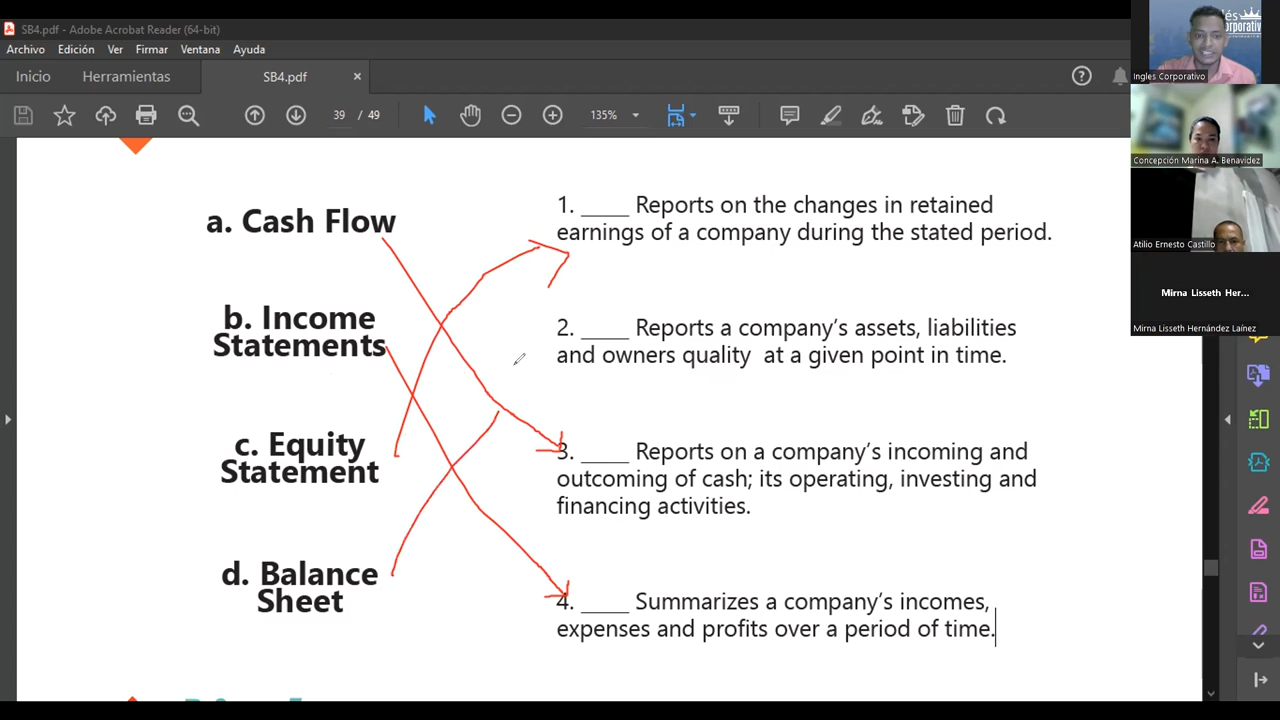 SB4.pdf - Adobe Acrobat Reader (64-bit)
Archivo Edición Ver Firmar Ventana Ayuda
Inicio Herramientas SB4.pdf ×
39 / 49 135%
a. Cash Flow
b. Income
Statements
c. Equity
Statement
d. Balance
Sheet
1. ____ Reports on the changes in retained
earnings of a company during the stated period.
2. ____ Reports a company's assets, liabilities
and owners quality at a given point in time.
3. ____ Reports on a company's incoming and
outcoming of cash; its operating, investing and
financing activities.
4. ____ Summarizes a company's incomes,
expenses and profits over a period of time.
Ingles Corporativo
Concepción Marina A. Benavidez
Atilio Ernesto Castillo
Mirna Lisseth Her...
Mirna Lisseth Hernández Laínez